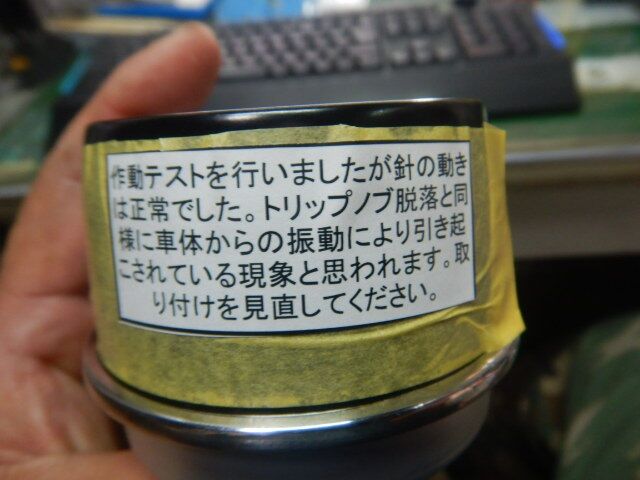 作動テストを行いましたが針の動き
は正常でした。トリップノブ脱落と同
様に車体からの振動により引き起
こされている現象と思われます。取
り付けを見直してください。